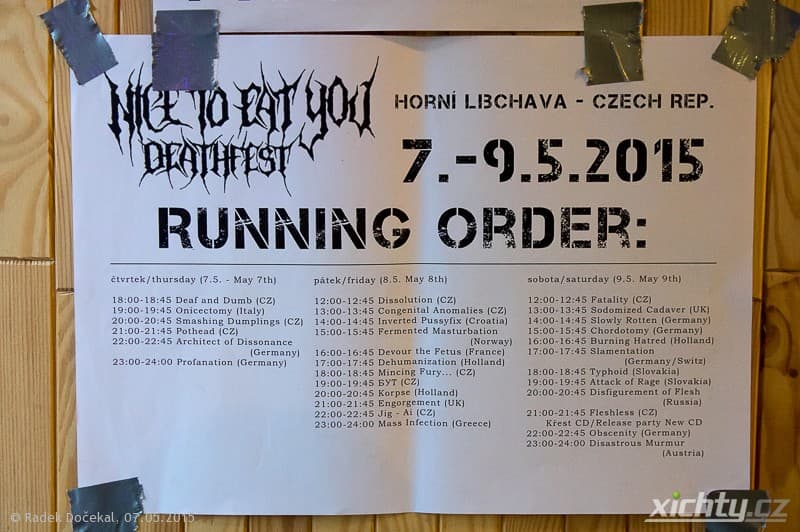 NICE TO EAT YOU
DEATHFEST
HORNÍ LIBCHAVA - CZECH REP.
7.-9.5.2015
RUNNING ORDER:
čtvrtek/thursday (7.5. - May 7th)
18:00-18:45 Deaf and Dumb (CZ)
19:00-19:45 Onicectomy (Italy)
20:00-20:45 Smashing Dumplings (CZ)
21:00-21:45 Pothead (CZ)
22:00-22:45 Architect of Dissonance
(Germany)
23:00-24:00 Profanation (Germany)
pátek/friday (8.5. May 8th)
12:00-12:45 Dissolution (CZ)
13:00-13:45 Congenital Anomalies (CZ)
14:00-14:45 Inverted Pussyfix (Croatia)
15:00-15:45 Fermented Masturbation
(Norway)
16:00-16:45 Devour the Fetus (France)
17:00-17:45 Dehumanization (Holland)
18:00-18:45 Mincing Fury... (CZ)
19:00-19:45 БУТ (CZ)
20:00-20:45 Korpse (Holland)
21:00-21:45 Engorgement (UK)
22:00-22:45 Jig - Ai (CZ)
23:00-24:00 Mass Infection (Greece)
sobota/saturday (9.5. May 9th)
12:00-12:45 Fatality (CZ)
13:00-13:45 Sodomized Cadaver (UK)
14:00-14:45 Slowly Rotten (Germany)
15:00-15:45 Chordotomy (Germany)
16:00-16:45 Burning Hatred (Holland)
17:00-17:45 Slamentation
(Germany/Switz)
18:00-18:45 Typhoid (Slovakia)
19:00-19:45 Attack of Rage (Slovakia)
20:00-20:45 Disfigurement of Flesh
(Russia)
21:00-21:45 Fleshless (CZ)
Křest CD/Release party New CD
22:00-22:45 Obscenity (Germany)
23:00-24:00 Disastrous Murmur
(Austria)
© Radek Dočekal, 07.05.2015
xichty.cz